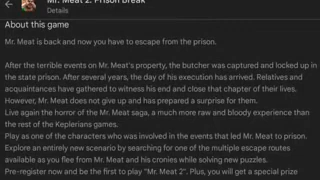 Mr. Meat 2: Prison Break
Details
About this game
Mr. Meat is back and now you have to escape from the prison.
After the terrible events on Mr. Meat's property, the butcher was captured and locked up in
the state prison. After several years, the day of his execution has arrived. Relatives and
acquaintances have gathered to witness his end and close that chapter of their lives.
However, Mr. Meat does not give up and has prepared a surprise for them.
Live again the horror of the Mr. Meat saga, a much more raw and bloody experience than
the rest of the Keplerians games.
Play as one of the characters who was involved in the events that led Mr. Meat to prison.
Explore an entirely new scenario by searching for one of the multiple escape routes
available as you flee from Mr. Meat and his cronies while solving new puzzles.
Pre-register now and be the first to play "Mr. Meat 2". Plus, you will get a special prize